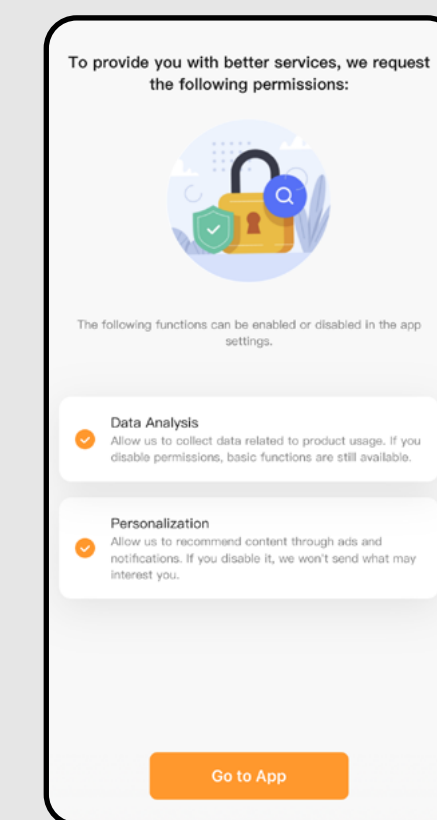 To provide you with better services, we request
the following permissions:
The following functions can be enabled or disabled in the app
settings.
Data Analysis
Allow us to collect data related to product usage. If you
disable permissions, basic functions are still available.
Personalization
Allow us to recommend content through ads and
notifications. If you disable it, we won't send what may
interest you.
Go to App